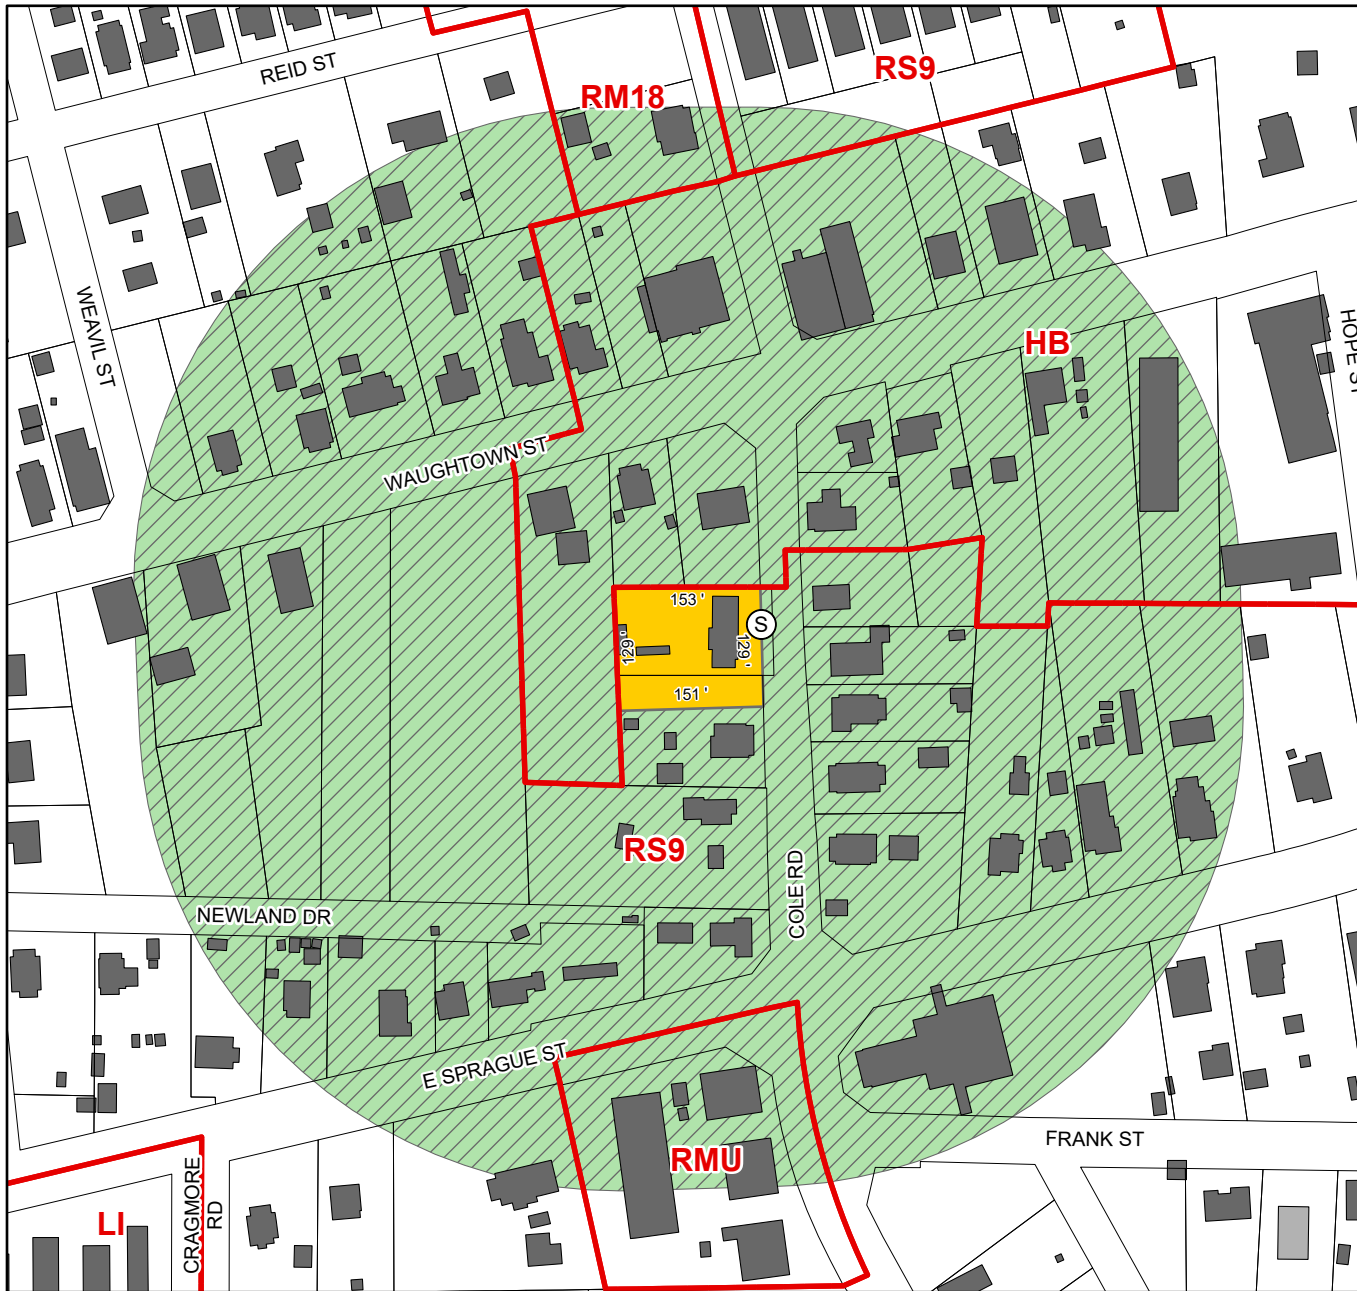 REID ST
RM18
RS9
WEAVIL ST
HOPE ST
HB
WAUGHTOWN ST
153 '
S
129 '
129 '
151 '
RS9
COLE RD
NEWLAND DR
E SPRAGUE ST
FRANK ST
RMU
CRAGMORE
RD
LI